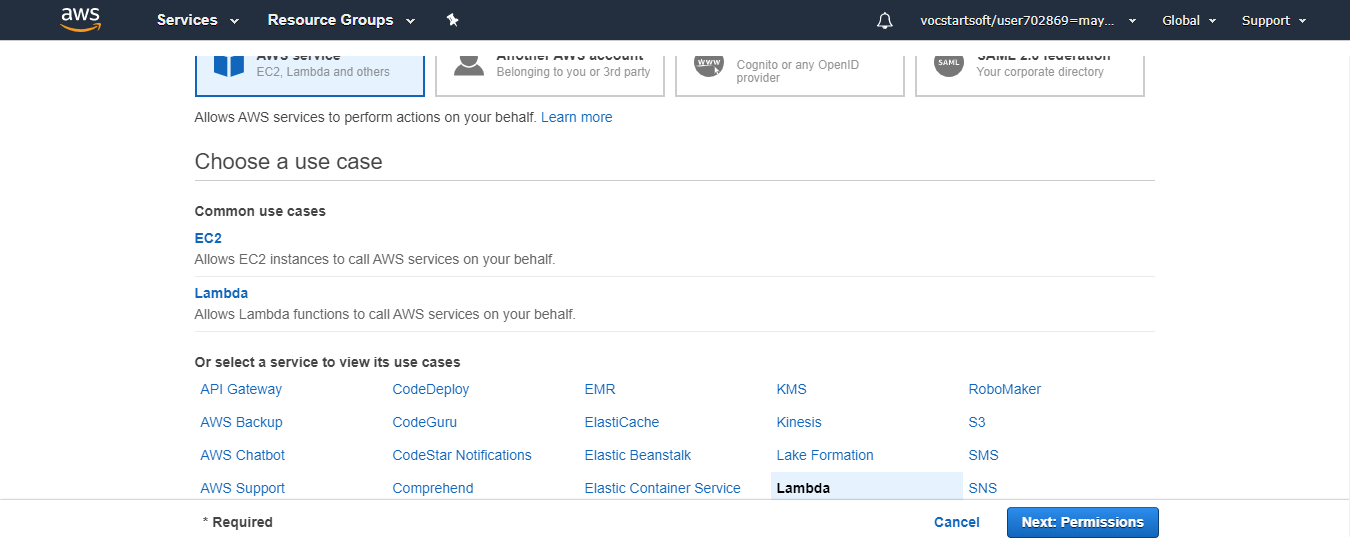 aws
Services
Resource Groups
vocstartsoft/user702869=may...
Global
Support
AWS service
EC2, Lambda and others
Another AWS account
Belonging to you or 3rd party
www
Cognito or any OpenID
provider
SAML
SAML 2.0 federation
Your corporate directory
Allows AWS services to perform actions on your behalf. Learn more
Choose a use case
Common use cases
EC2
Allows EC2 instances to call AWS services on your behalf.
Lambda
Allows Lambda functions to call AWS services on your behalf.
Or select a service to view its use cases
API Gateway CodeDeploy EMR KMS RoboMaker
AWS Backup CodeGuru ElastiCache Kinesis S3
AWS Chatbot CodeStar Notifications Elastic Beanstalk Lake Formation SMS
AWS Support Comprehend Elastic Container Service Lambda SNS
* Required
Cancel
Next: Permissions